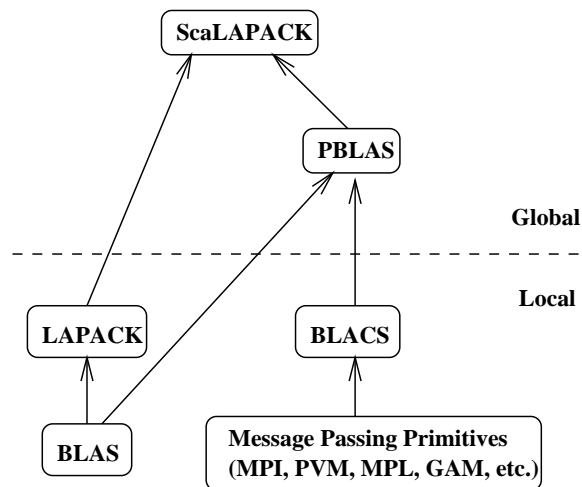 ScaLAPACK
PBLAS
Global
Local
LAPACK
BLACS
BLAS
Message Passing Primitives
(MPI, PVM, MPL, GAM, etc.)